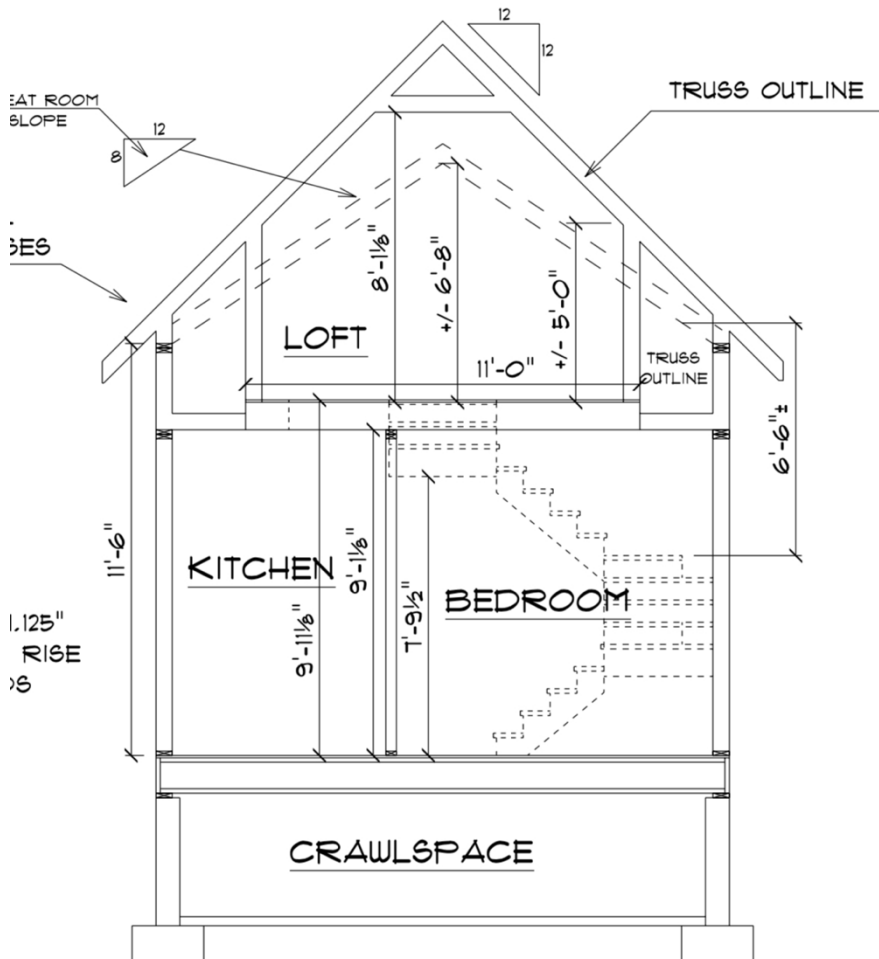 12
12
TRUSS OUTLINE
EAT ROOM
SLOPE
12
8
SES
8'-1⅛"
+/- 6'-8"
+/- 5'-0"
LOFT
11'-0"
TRUSS
OUTLINE
6'-6"±
11'-6"
KITCHEN
9'-1⅛"
9'-11⅛"
7'-9½"
BEDROOM
1.125"
RISE
DS
CRAWLSPACE